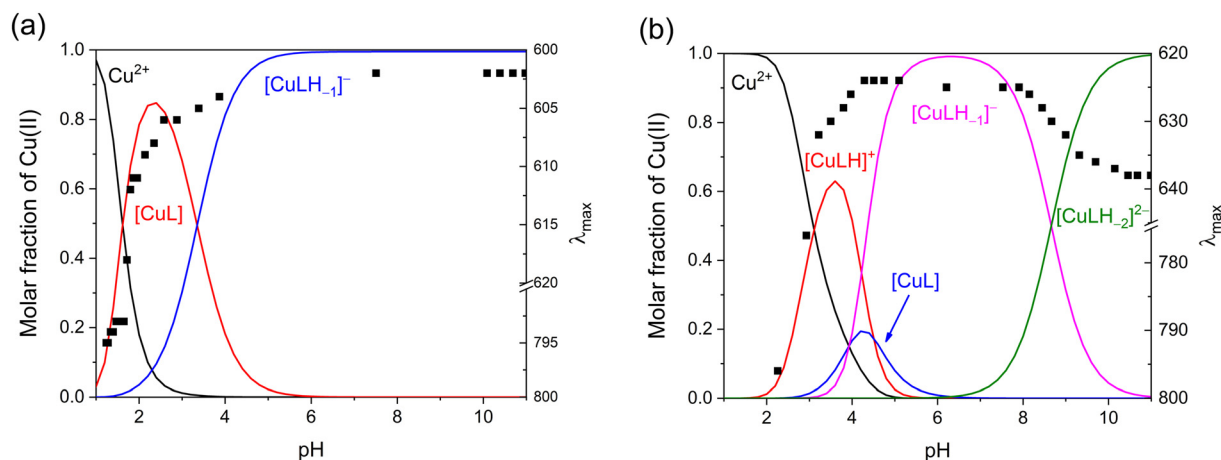 (a)
1.0
0.8
0.6
0.4
0.2
0.0
Molar fraction of Cu(II)
Cu²⁺
[CuL]
[CuLH₋₁]⁻
600
605
610
615
620
795
800
λmax
2
4
6
8
10
pH
(b)
1.0
0.8
0.6
0.4
0.2
0.0
Molar fraction of Cu(II)
Cu²⁺
[CuLH]⁺
[CuLH₋₁]⁻
[CuL]
[CuLH₋₂]²⁻
620
625
630
638
780
790
800
λmax
2
4
6
8
10
pH